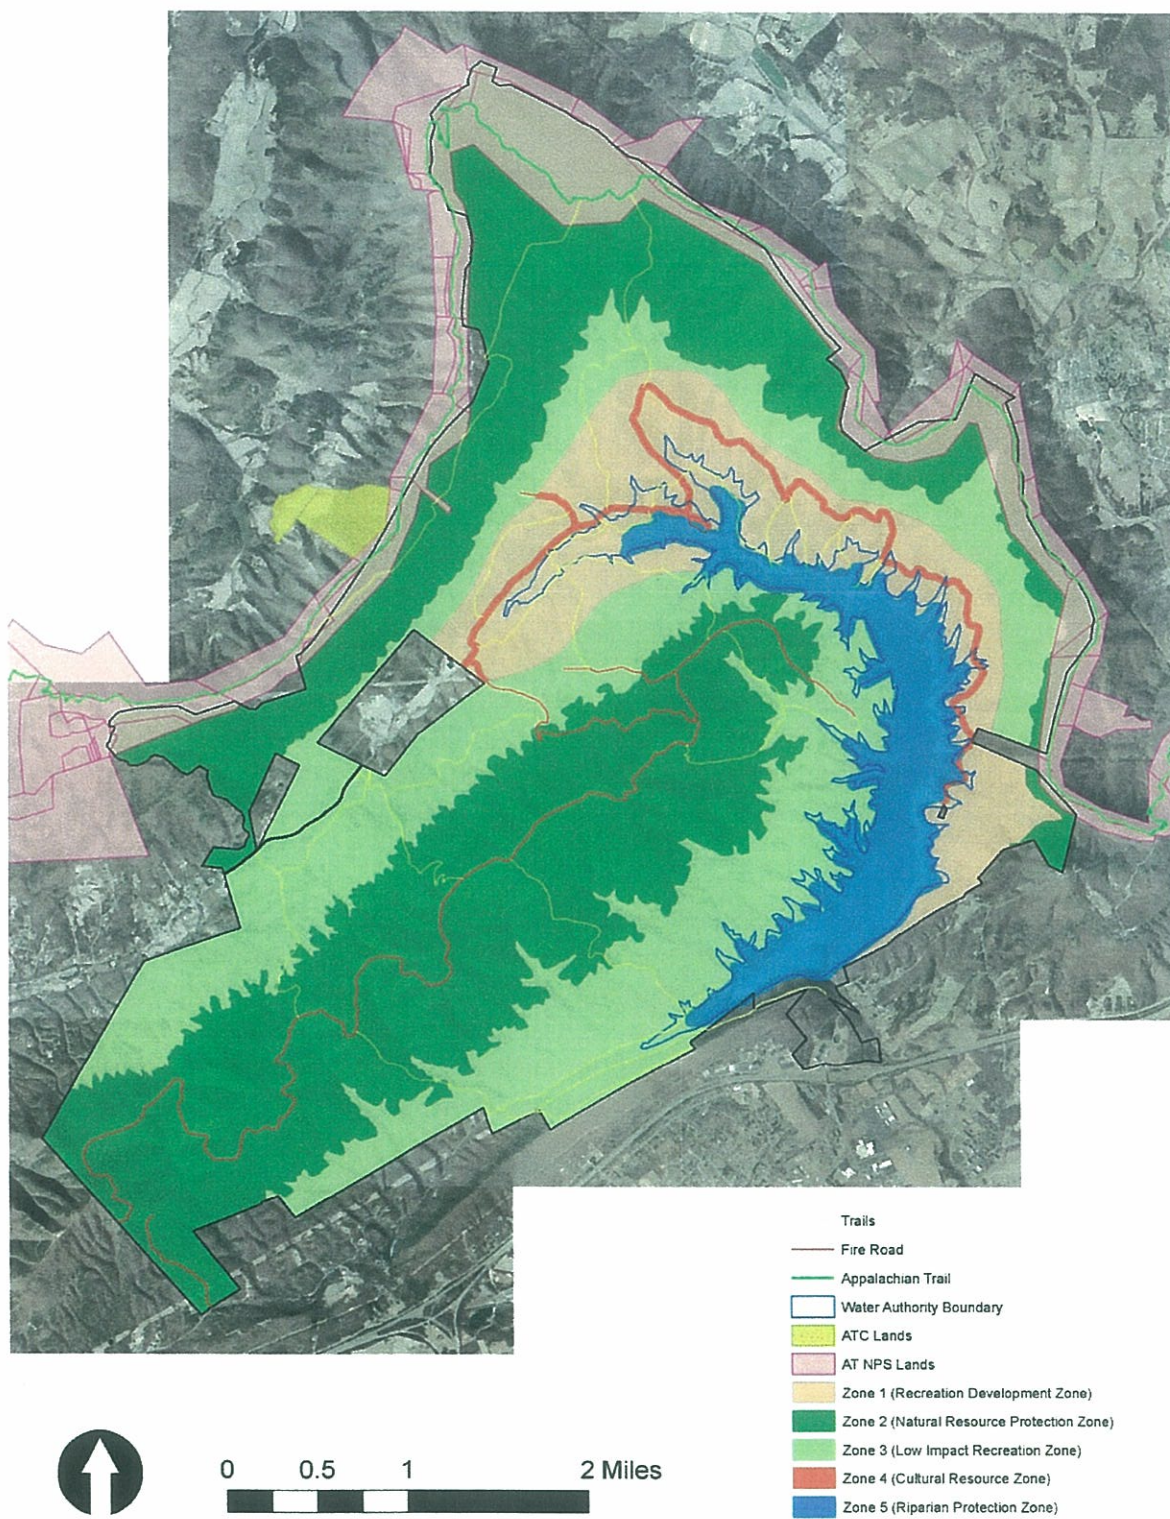 Trails
Fire Road
Appalachian Trail
Water Authority Boundary
ATC Lands
AT NPS Lands
Zone 1 (Recreation Development Zone)
Zone 2 (Natural Resource Protection Zone)
Zone 3 (Low Impact Recreation Zone)
Zone 4 (Cultural Resource Zone)
Zone 5 (Riparian Protection Zone)
0 0.5 1 2 Miles